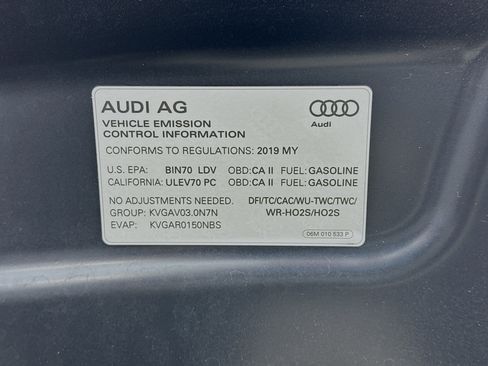 AUDI AG
Audi
VEHICLE EMISSION
CONTROL INFORMATION
CONFORMS TO REGULATIONS: 2019 MY
U.S. EPA: BIN70 LDV OBD:CA II FUEL:GASOLINE
CALIFORNIA: ULEV70 PC OBD:CA II FUEL:GASOLINE
NO ADJUSTMENTS NEEDED. DFI/TC/CAC/WU-TWC/TWC/
GROUP: KVGAV03.0N7N WR-HO2S/HO2S
EVAP: KVGAR0150NBS
06M 010 533 P